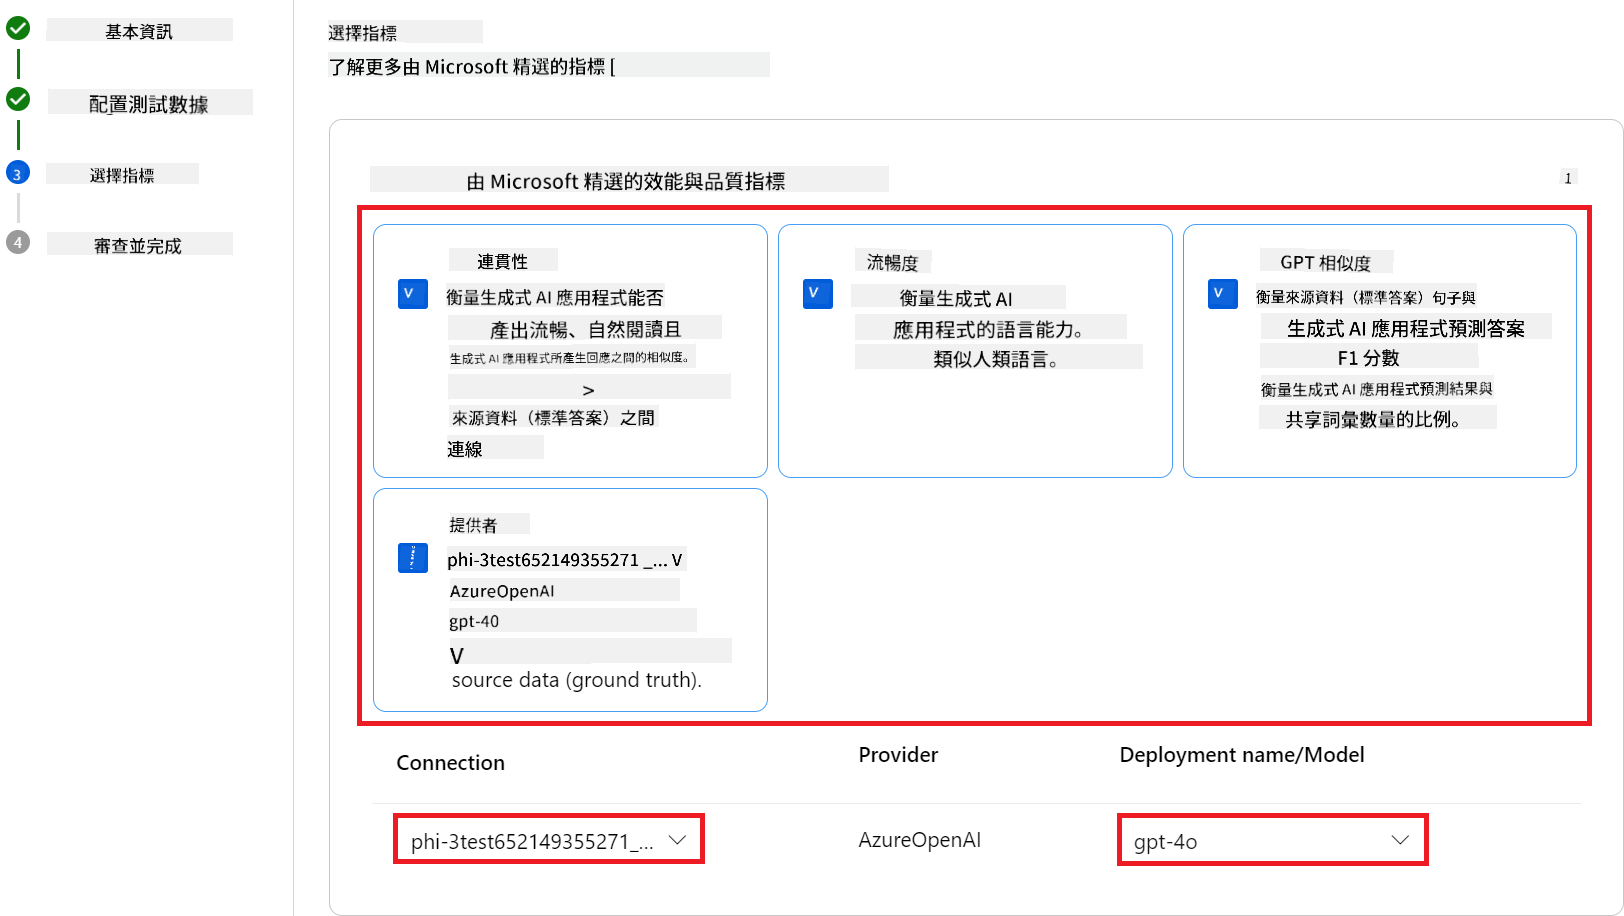 基本資訊
配置測試數據
3
選擇指標
4
審查並完成
選擇指標
了解更多由 Microsoft 精選的指標 [
由 Microsoft 精選的效能與品質指標
1
連貫性
V
衡量生成式 AI 應用程式能否
產出流暢、自然閱讀且
生成式 AI 應用程式所產生回應之間的相似度。
>
來源資料（標準答案）之間
連線
流暢度
V
衡量生成式 AI
應用程式的語言能力。
類似人類語言。
GPT 相似度
V
衡量來源資料（標準答案）句子與
生成式 AI 應用程式預測答案
F1 分數
衡量生成式 AI 應用程式預測結果與
共享詞彙數量的比例。
提供者
phi-3test652149355271 _... V
AzureOpenAI
gpt-40
V
source data (ground truth).
Connection
Provider
Deployment name/Model
phi-3test652149355271_...
AzureOpenAI
gpt-4o